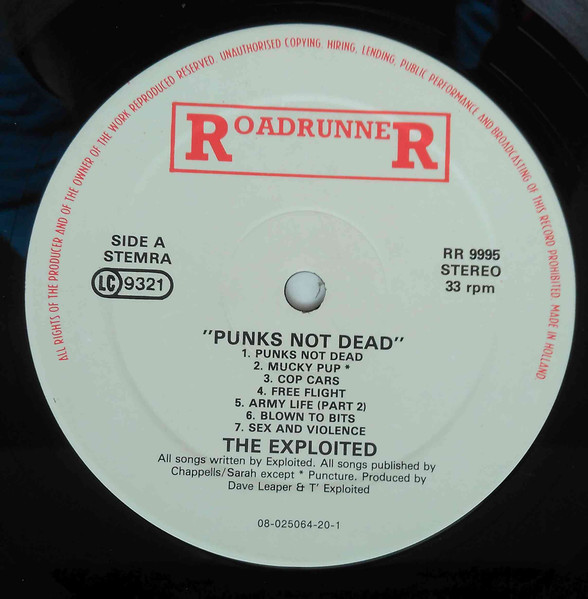 ALL RIGHTS OF THE PRODUCER AND OF THE OWNER OF THE WORK REPRODUCED RESERVED. UNAUTHORISED COPYING, HIRING, LENDING, PUBLIC PERFORMANCE AND BROADCASTING OF THIS RECORD PROHIBITED. MADE IN HOLLAND
ROADRUNNER
SIDE A
STEMRA
LC 9321
RR 9995
STEREO
33 rpm
"PUNKS NOT DEAD"
1. PUNKS NOT DEAD
2. MUCKY PUP *
3. COP CARS
4. FREE FLIGHT
5. ARMY LIFE (PART 2)
6. BLOWN TO BITS
7. SEX AND VIOLENCE
THE EXPLOITED
All songs written by Exploited. All songs published by
Chappells/Sarah except * Puncture. Produced by
Dave Leaper & T' Exploited
08-025064-20-1